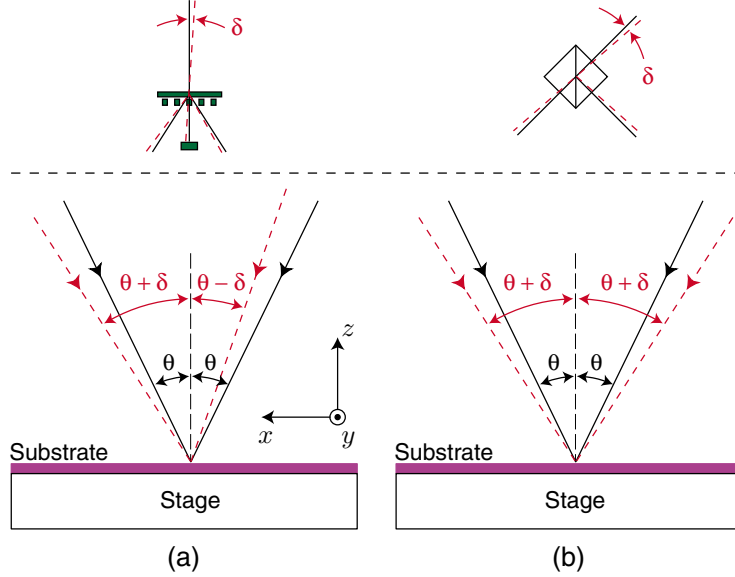 δ
δ
θ + δ
θ − δ
θ
θ
z
x
y
Substrate
Stage
(a)
θ + δ
θ + δ
θ
θ
Substrate
Stage
(b)